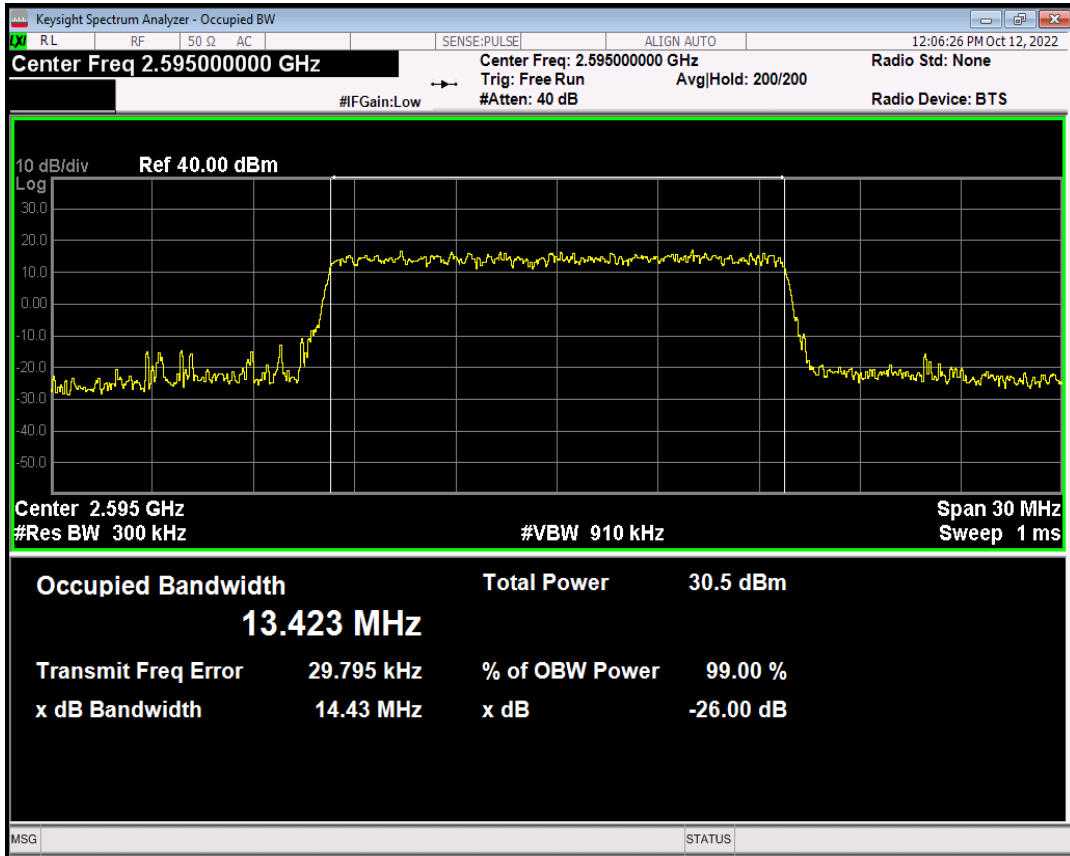 Keysight Spectrum Analyzer - Occupied BW
LXI RL RF 50 Ω AC SENSE:PULSE ALIGN AUTO 12:06:26 PM Oct 12, 2022
Center Freq 2.595000000 GHz Center Freq: 2.595000000 GHz Radio Std: None
Trig: Free Run Avg|Hold: 200/200
#IFGain:Low #Atten: 40 dB Radio Device: BTS
10 dB/div Ref 40.00 dBm
Log
30.0
20.0
10.0
0.00
-10.0
-20.0
-30.0
-40.0
-50.0
Center 2.595 GHz Span 30 MHz
#Res BW 300 kHz #VBW 910 kHz Sweep 1 ms
Occupied Bandwidth Total Power 30.5 dBm
13.423 MHz
Transmit Freq Error 29.795 kHz % of OBW Power 99.00 %
x dB Bandwidth 14.43 MHz x dB -26.00 dB
MSG STATUS